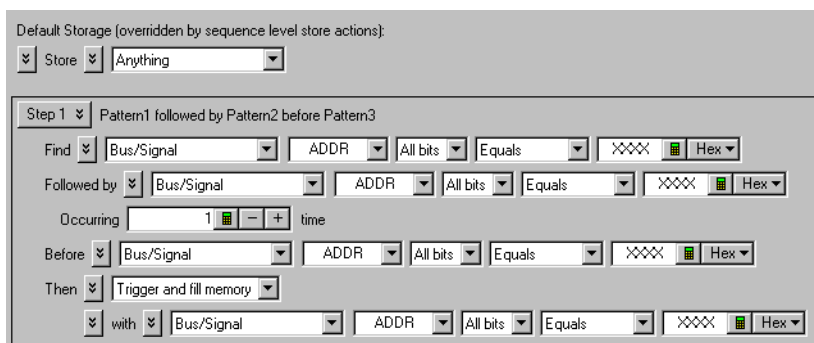 Default Storage (overridden by sequence level store actions):
Store Anything
Step 1 Pattern1 followed by Pattern2 before Pattern3
Find Bus/Signal ADDR All bits Equals XXXX Hex
Followed by Bus/Signal ADDR All bits Equals XXXX Hex
Occurring 1 - + time
Before Bus/Signal ADDR All bits Equals XXXX Hex
Then Trigger and fill memory
with Bus/Signal ADDR All bits Equals XXXX Hex